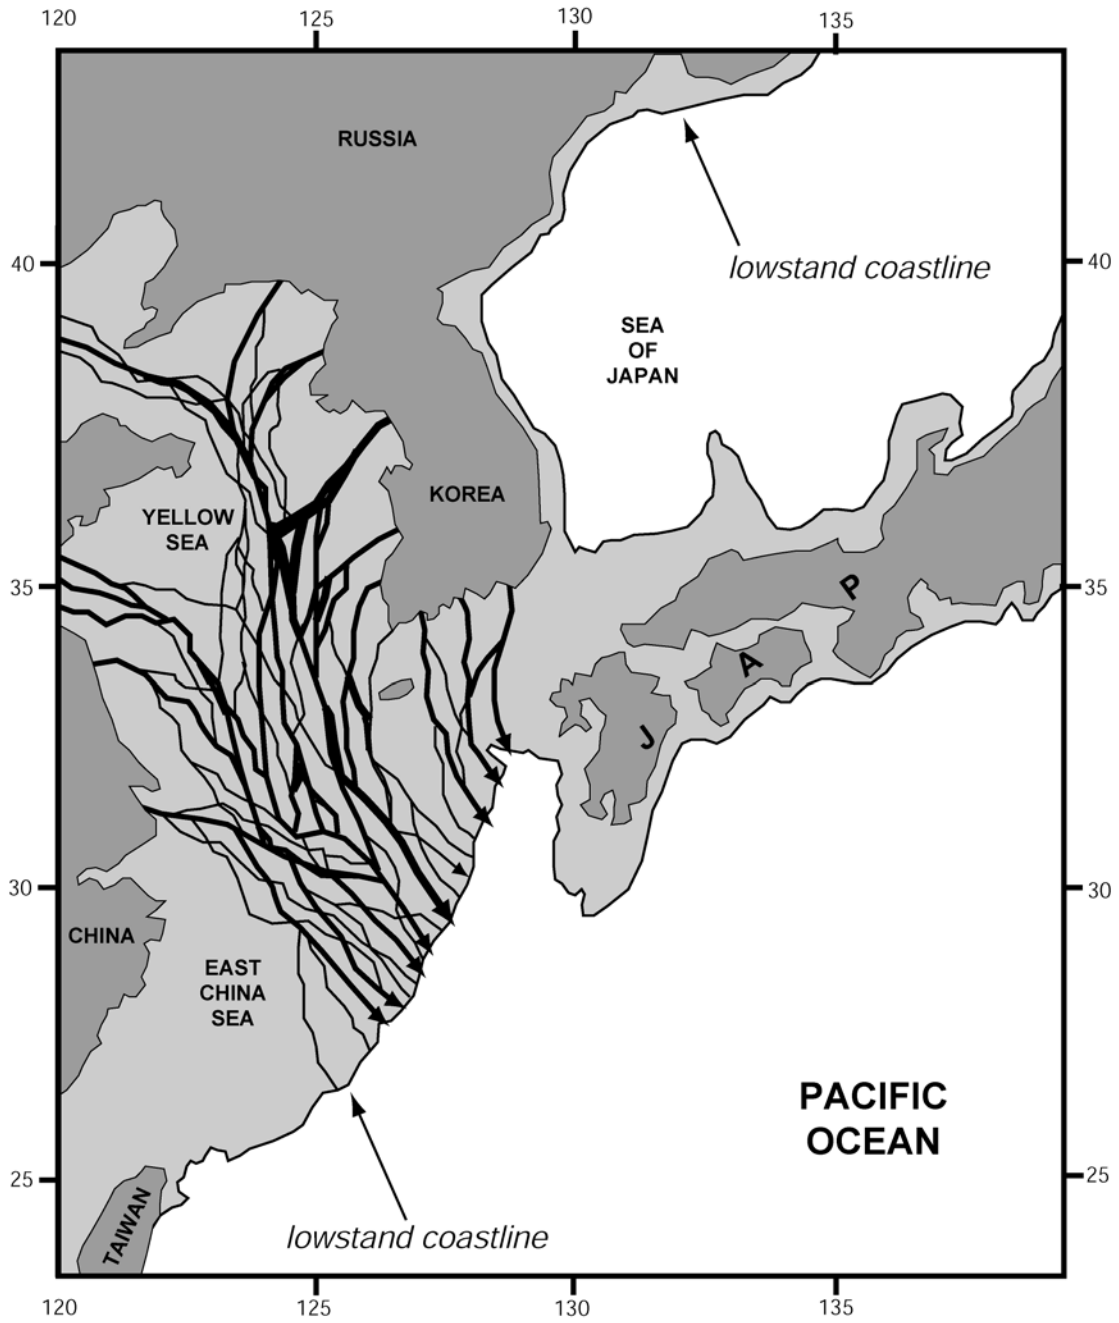 120 125 130 135
RUSSIA
40 lowstand coastline 40
SEA
OF
JAPAN
KOREA
YELLOW
SEA
35 P 35
A
J
30 30
CHINA
EAST
CHINA
SEA
PACIFIC
OCEAN
25 25
TAIWAN
lowstand coastline
120 125 130 135